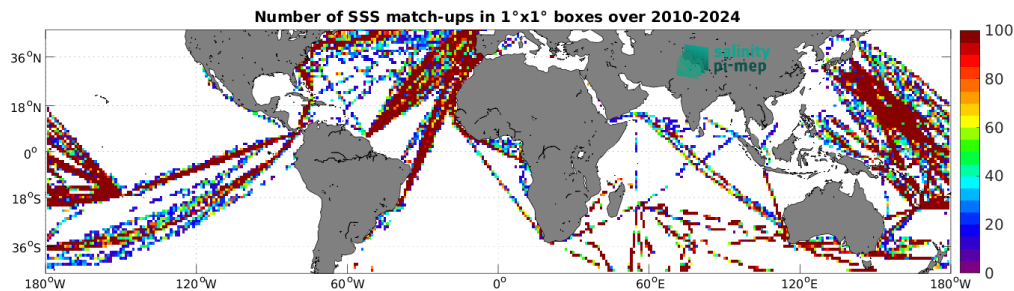 Number of SSS match-ups in 1°x1° boxes over 2010-2024
salinity
pi-mep
36°N
18°N
0°
18°S
36°S
180°W
120°W
60°W
0°
60°E
120°E
180°W
100
80
60
40
20
0